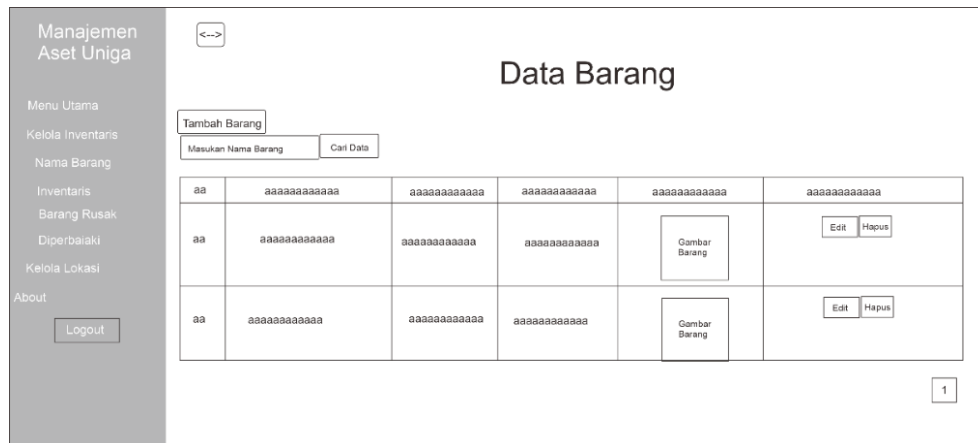 Manajemen
Aset Uniga
Menu Utama
Kelola Inventaris
Nama Barang
Inventaris
Barang Rusak
Diperbaiaki
Kelola Lokasi
About
Logout
<-->
Data Barang
Tambah Barang
Masukan Nama Barang Cari Data
aa aaaaaaaaaaaa aaaaaaaaaaaa aaaaaaaaaaaa aaaaaaaaaaaa aaaaaaaaaaaa
aa aaaaaaaaaaaa aaaaaaaaaaaa aaaaaaaaaaaa Gambar Edit Hapus
Barang
aa aaaaaaaaaaaa aaaaaaaaaaaa aaaaaaaaaaaa Gambar Edit Hapus
Barang
1